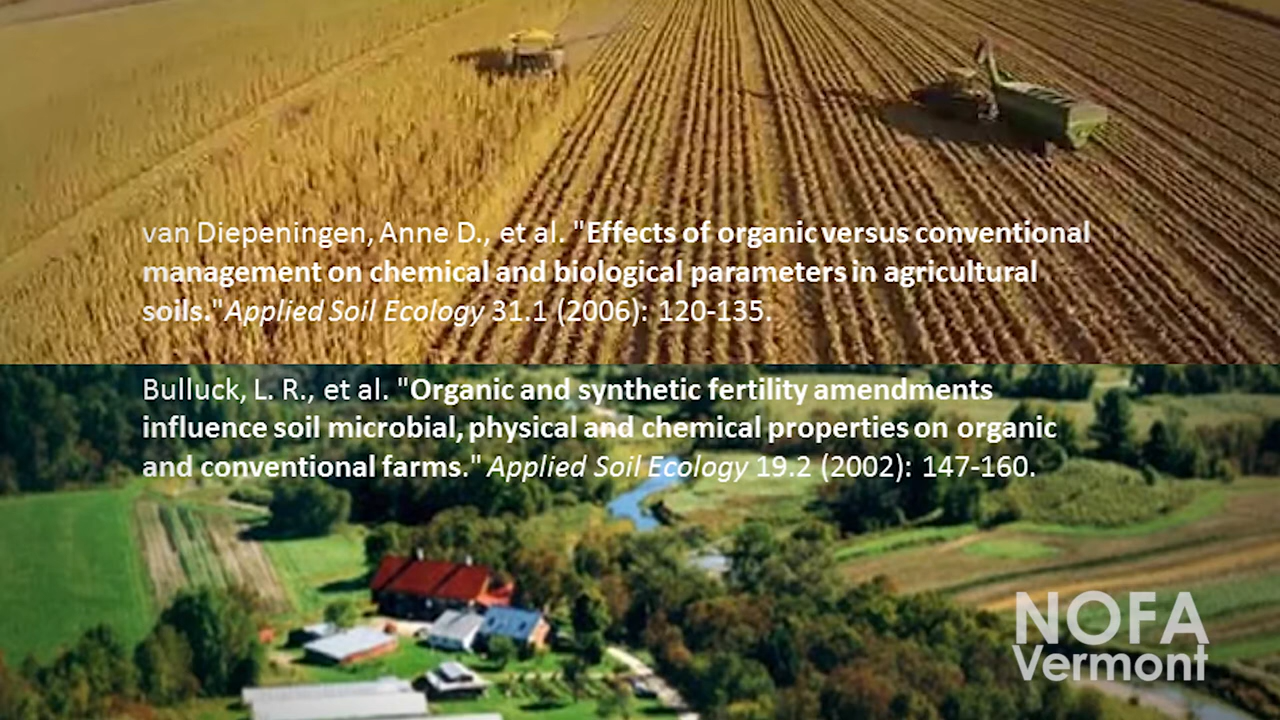 van Diepeningen, Anne D., et al. "Effects of organic versus conventional
management on chemical and biological parameters in agricultural
soils." Applied Soil Ecology 31.1 (2006): 120-135.
Bulluck, L. R., et al. "Organic and synthetic fertility amendments
influence soil microbial, physical and chemical properties on organic
and conventional farms." Applied Soil Ecology 19.2 (2002): 147-160.
NOFA
Vermont